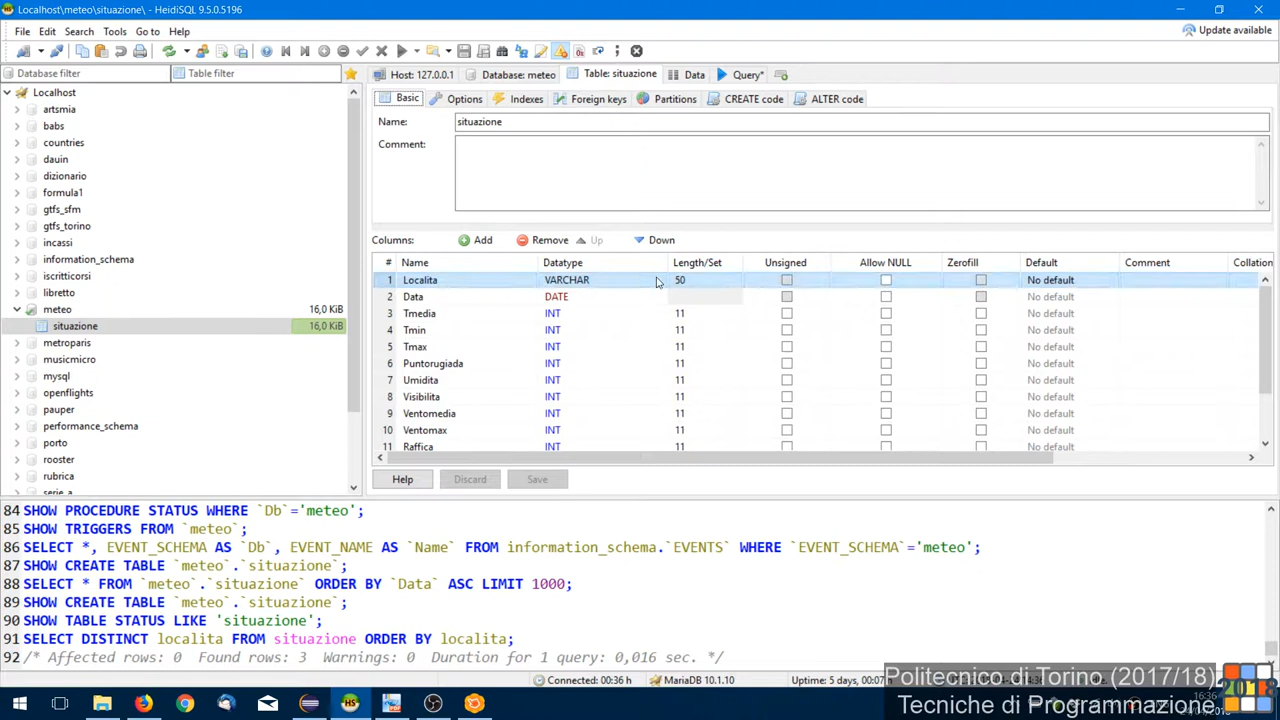 Localhost\meteo\situazione\ - HeidiSQL 9.5.0.5196
File Edit Search Tools Go to Help
Update available
Database filter
Table filter
Host: 127.0.0.1
Database: meteo
Table: situazione
Data
Query*
Localhost
artsmia
babs
countries
dauin
dizionario
formula1
gtfs_sfm
gtfs_torino
incassi
information_schema
iscritticorsi
libretto
meteo 16,0 KiB
situazione 16,0 KiB
metroparis
musicmicro
mysql
openflights
pauper
performance_schema
porto
rooster
rubrica
serie_a
Basic Options Indexes Foreign keys Partitions CREATE code ALTER code
Name: situazione
Comment:
Columns: Add Remove Up Down
# Name Datatype Length/Set Unsigned Allow NULL Zerofill Default Comment Collation
1 Localita VARCHAR 50 No default
2 Data DATE No default
3 Tmedia INT 11 No default
4 Tmin INT 11 No default
5 Tmax INT 11 No default
6 Puntorugiada INT 11 No default
7 Umidita INT 11 No default
8 Visibilita INT 11 No default
9 Ventomedia INT 11 No default
10 Ventomax INT 11 No default
11 Raffica INT 11 No default
Help Discard Save
84 SHOW PROCEDURE STATUS WHERE `Db`='meteo';
85 SHOW TRIGGERS FROM `meteo`;
86 SELECT *, EVENT_SCHEMA AS `Db`, EVENT_NAME AS `Name` FROM information_schema.`EVENTS` WHERE `EVENT_SCHEMA`='meteo';
87 SHOW CREATE TABLE `meteo`.`situazione`;
88 SELECT * FROM `meteo`.`situazione` ORDER BY `Data` ASC LIMIT 1000;
89 SHOW CREATE TABLE `meteo`.`situazione`;
90 SHOW TABLE STATUS LIKE 'situazione';
91 SELECT DISTINCT localita FROM situazione ORDER BY localita;
92 /* Affected rows: 0 Found rows: 3 Warnings: 0 Duration for 1 query: 0,016 sec. */
Connected: 00:36 h
MariaDB 10.1.10
Uptime: 5 days, 00:07
Politecnico di Torino (2017/18)
Tecniche di Programmazione
2018
16:36